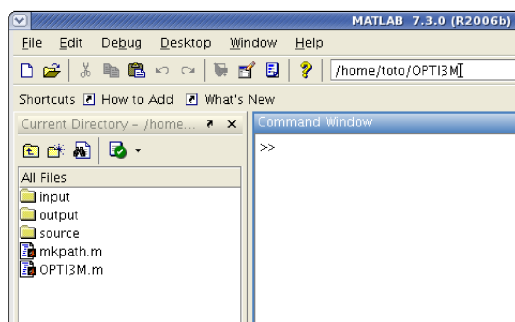 MATLAB 7.3.0 (R2006b)
File Edit Debug Desktop Window Help
/home/toto/OPTI3M
Shortcuts How to Add What's New
Current Directory – /home...
Command Window
>>
All Files
input
output
source
mkpath.m
OPTI3M.m